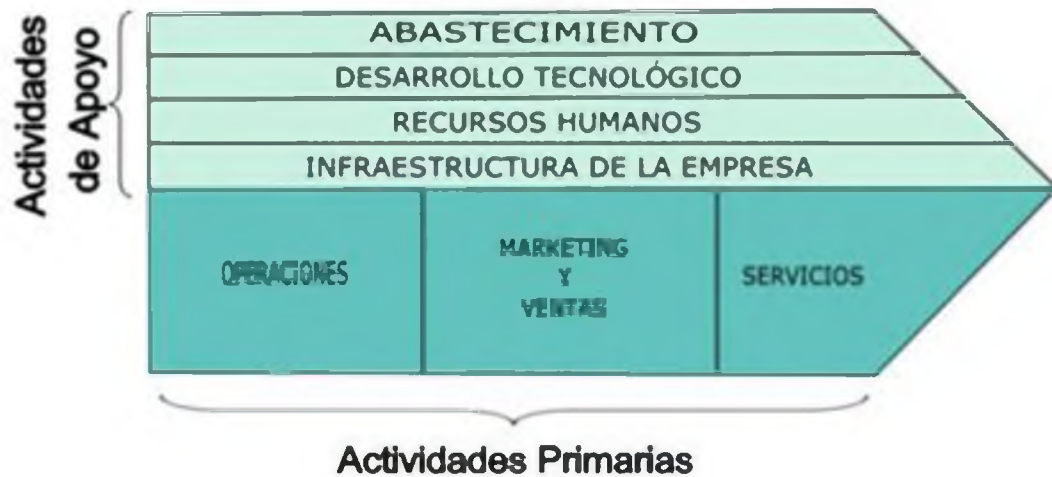 Actividades
de Apoyo
ABASTECIMIENTO
DESARROLLO TECNOLÓGICO
RECURSOS HUMANOS
INFRAESTRUCTURA DE LA EMPRESA
OPERACIONES
MARKETING
Y
VENTAS
SERVICIOS
Actividades Primarias